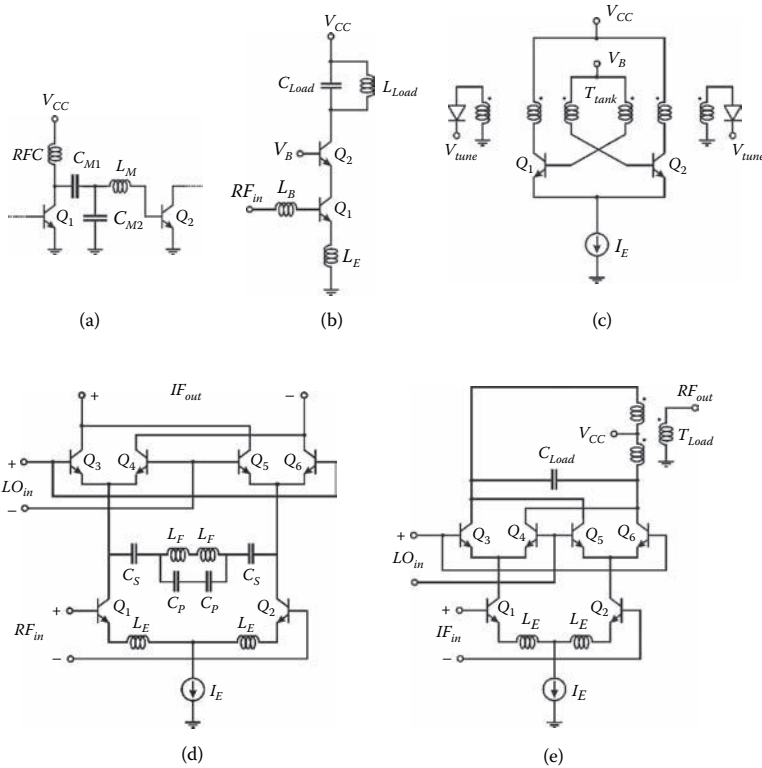 V_CC
RFC
C_M1
L_M
Q_1
C_M2
Q_2
(a)
V_CC
C_Load
L_Load
V_B
Q_2
RF_in
L_B
Q_1
L_E
(b)
V_CC
V_B
T_tank
V_tune
V_tune
Q_1
Q_2
I_E
(c)
+ IF_out −
+ Q_3 Q_4 Q_5 Q_6
LO_in
−
L_F L_F
C_S C_S
C_P C_P
+ Q_1 Q_2
RF_in
L_E L_E
−
I_E
(d)
RF_out
V_CC
T_Load
C_Load
+ Q_3 Q_4 Q_5 Q_6
LO_in
+ Q_1 Q_2
IF_in
L_E L_E
−
I_E
(e)